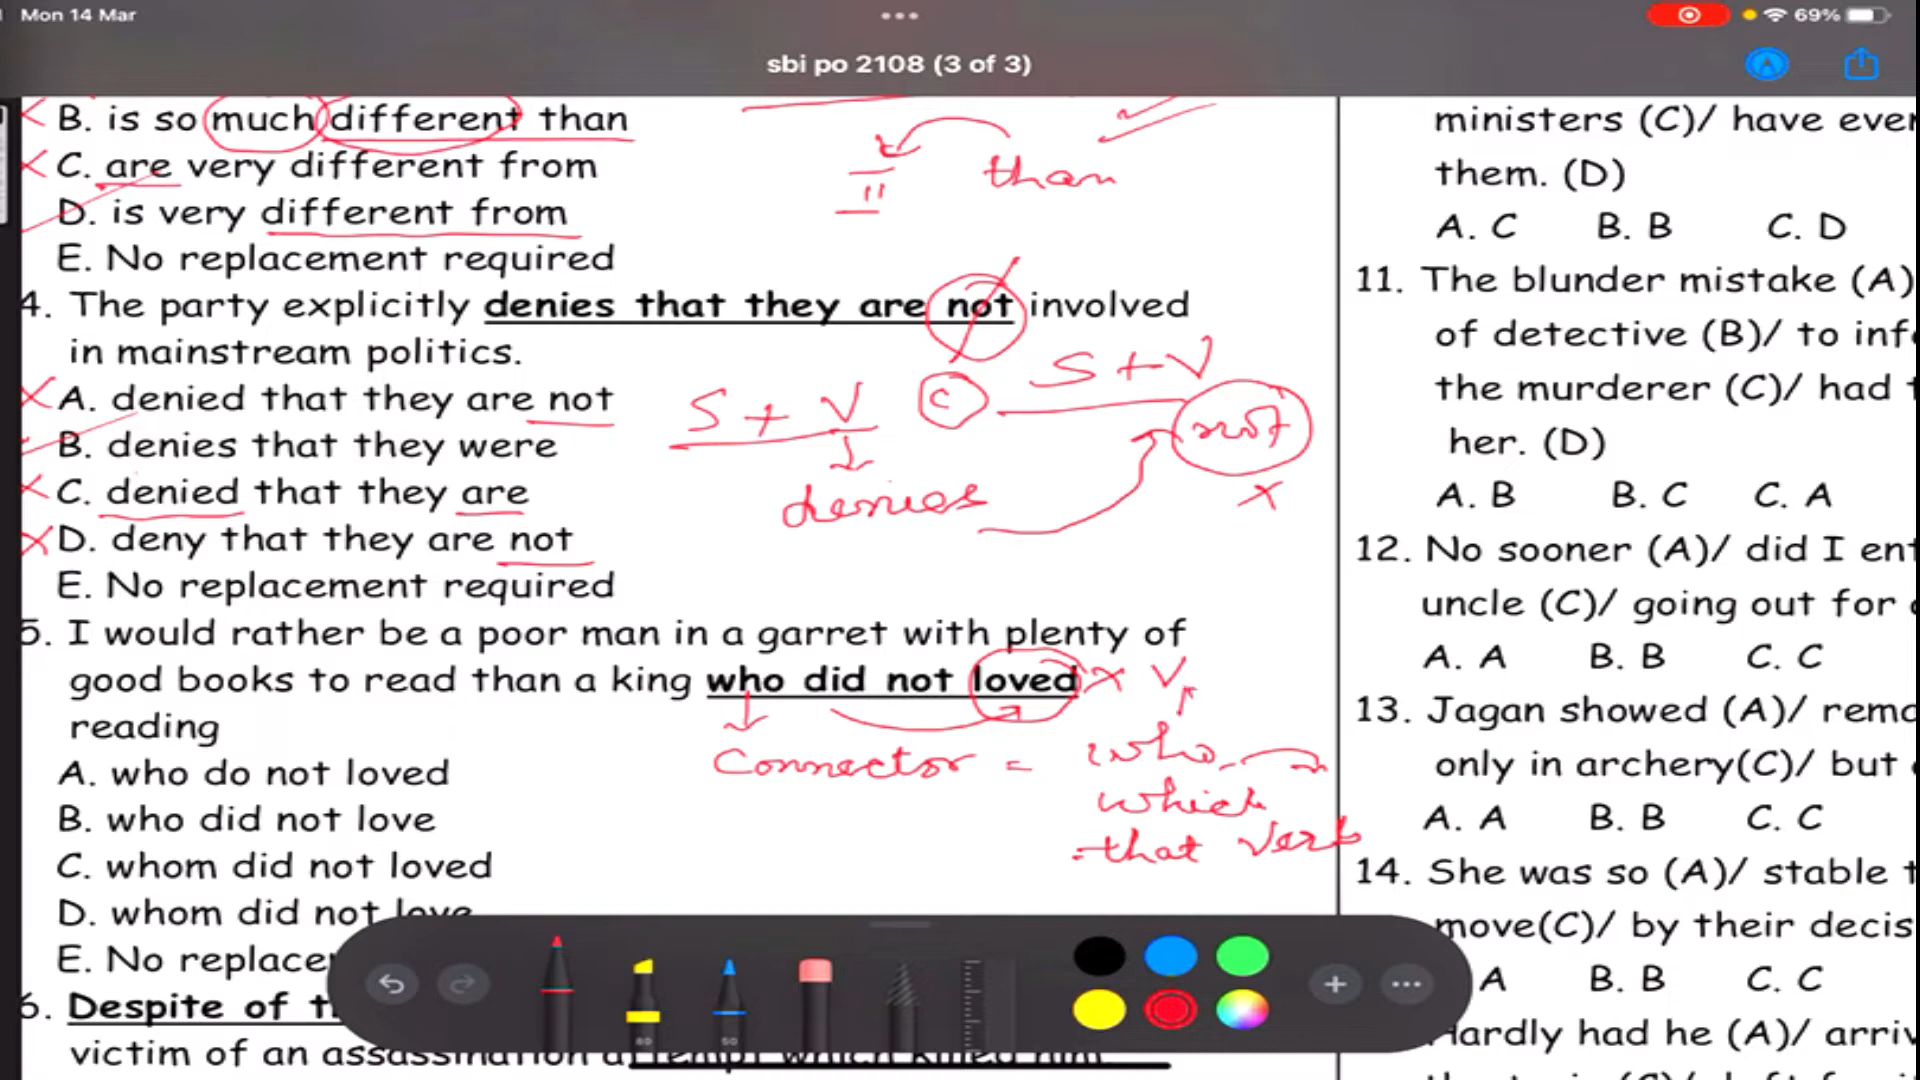 Mon 14 Mar
69%
sbi po 2108 (3 of 3)
B. is so much different than
C. are very different from
D. is very different from
E. No replacement required
than
4. The party explicitly denies that they are not involved
in mainstream politics.
A. denied that they are not
B. denies that they were
C. denied that they are
D. deny that they are not
E. No replacement required
S + V C S + V
not
denies
5. I would rather be a poor man in a garret with plenty of
good books to read than a king who did not loved
reading
A. who do not loved
B. who did not love
C. whom did not loved
D. whom did not love
E. No
Connector = who
which
that verb
6. Despite of
victim of an assassination
ministers (C)/ have
them. (D)
A. C B. B C. D
11. The blunder mistake (A)
of detective (B)/ to
the murderer (C)/ had
her. (D)
A. B B. C C. A
12. No sooner (A)/ did I
uncle (C)/ going out for
A. A B. B C. C
13. Jagan showed (A)/
only in archery(C)/ but
A. A B. B C. C
14. She was so (A)/ stable
move(C)/ by their
A B. B C. C
Hardly had he (A)/
80 50